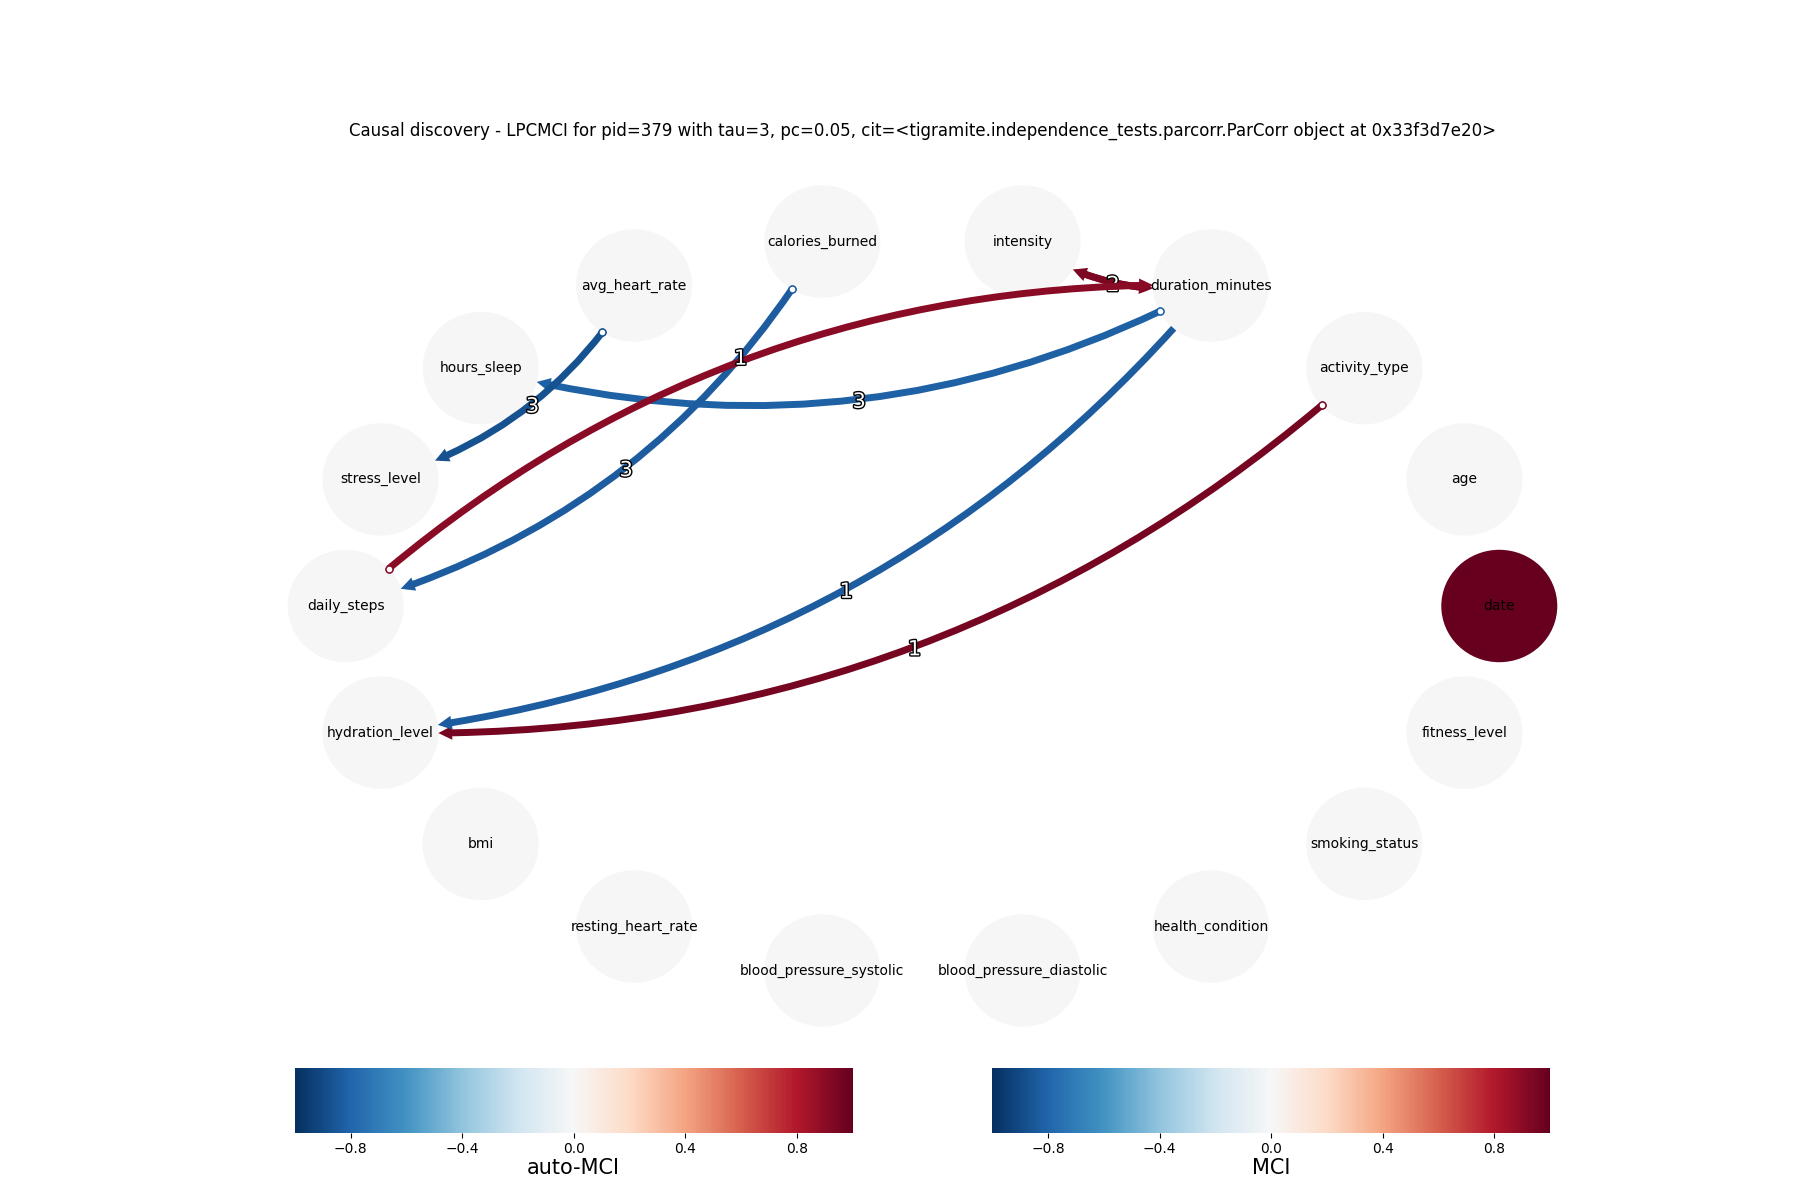 Causal discovery - LPCMCI for pid=379 with tau=3, pc=0.05, cit=<tigramite.independence_tests.parcorr.ParCorr object at 0x33f3d7e20>
calories_burned
intensity
avg_heart_rate
2
duration_minutes
hours_sleep
1
activity_type
3
3
stress_level
3
age
daily_steps
1
date
1
hydration_level
fitness_level
bmi
smoking_status
resting_heart_rate
health_condition
blood_pressure_systolic
blood_pressure_diastolic
−0.8 −0.4 0.0 0.4 0.8
auto-MCI
−0.8 −0.4 0.0 0.4 0.8
MCI